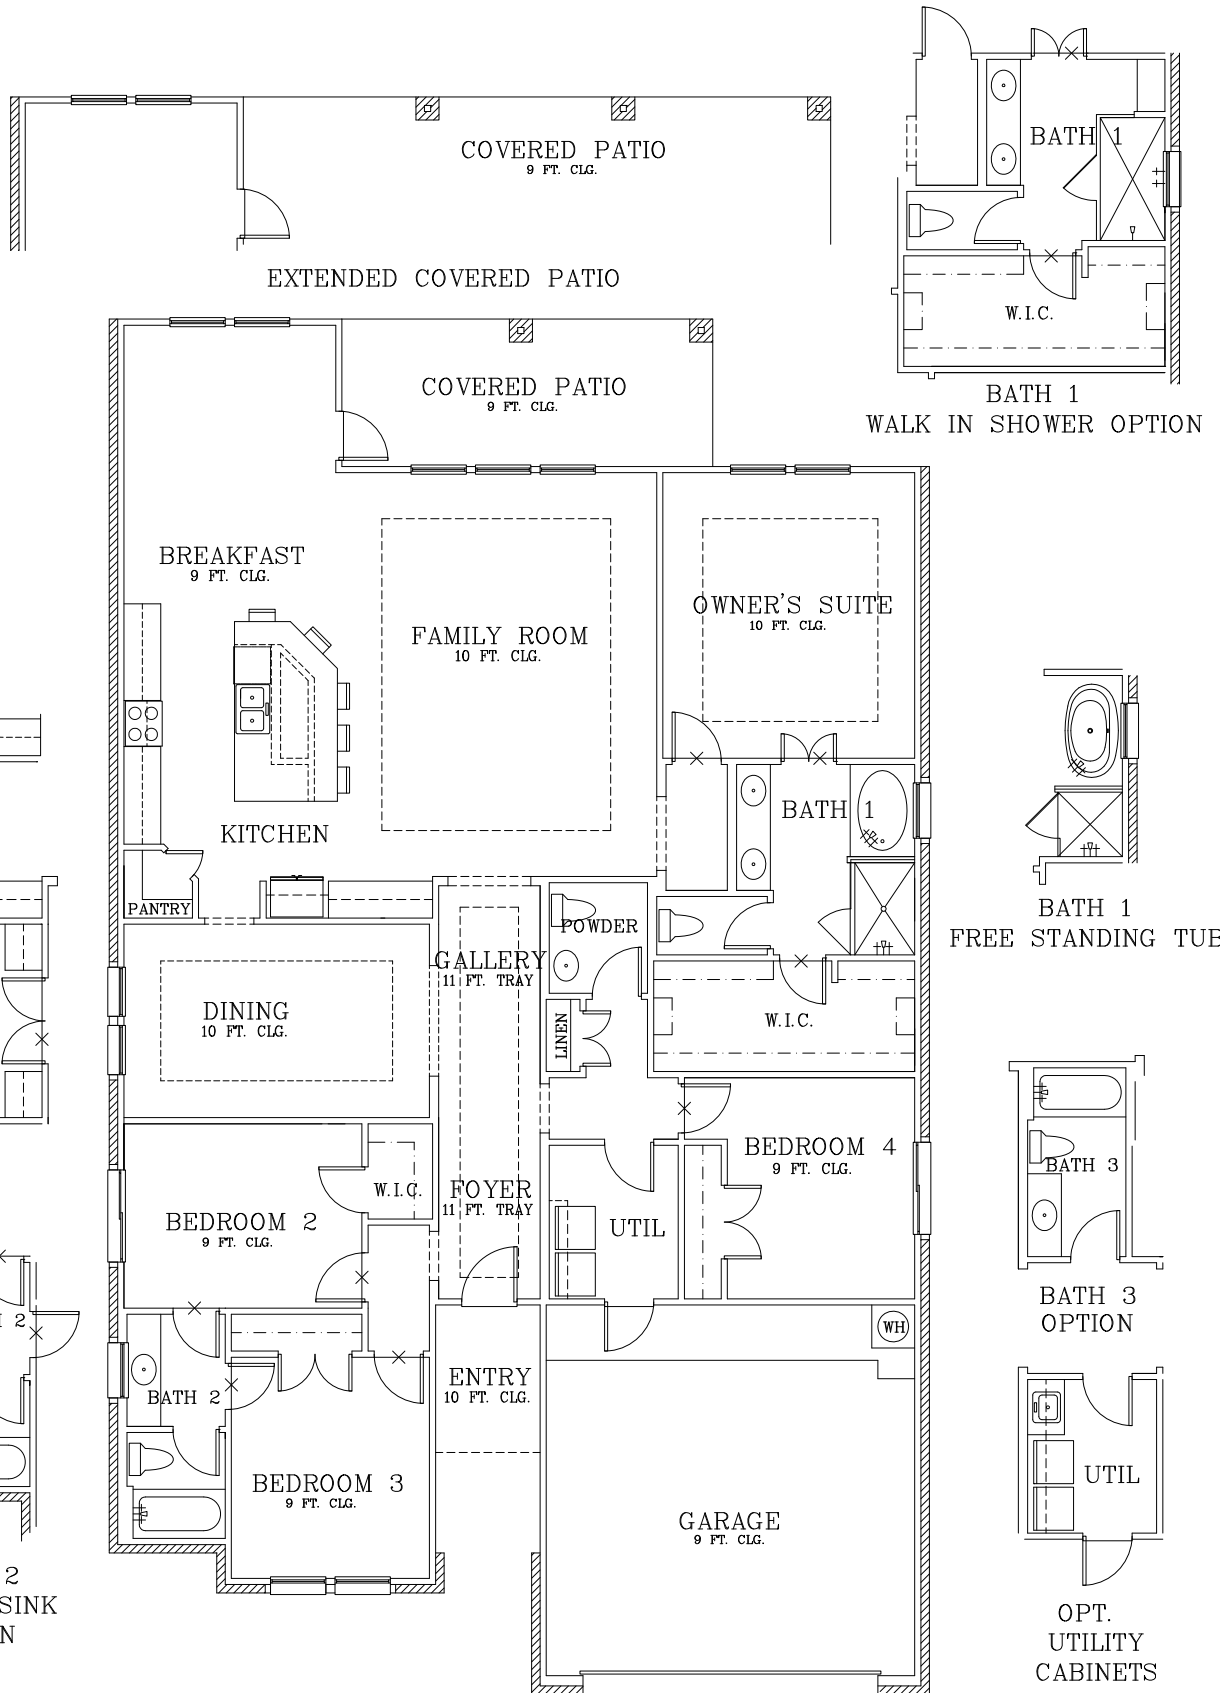 BATH 1
COVERED PATIO
9 FT. CLG.
EXTENDED COVERED PATIO
W.I.C.
BATH 1
WALK IN SHOWER OPTION
COVERED PATIO
9 FT. CLG.
BREAKFAST
9 FT. CLG.
FAMILY ROOM
10 FT. CLG.
OWNER'S SUITE
10 FT. CLG.
KITCHEN
BATH 1
PANTRY
POWDER
BATH 1
FREE STANDING TUB
GALLERY
11 FT. TRAY
DINING
10 FT. CLG.
LINEN
W.I.C.
BEDROOM 4
9 FT. CLG.
BATH 3
W.I.C.
FOYER
11 FT. TRAY
BEDROOM 2
9 FT. CLG.
UTIL
BATH 3
OPTION
2
WH
ENTRY
10 FT. CLG.
BATH 2
BEDROOM 3
9 FT. CLG.
UTIL
GARAGE
9 FT. CLG.
2
SINK
N
OPT.
UTILITY
CABINETS